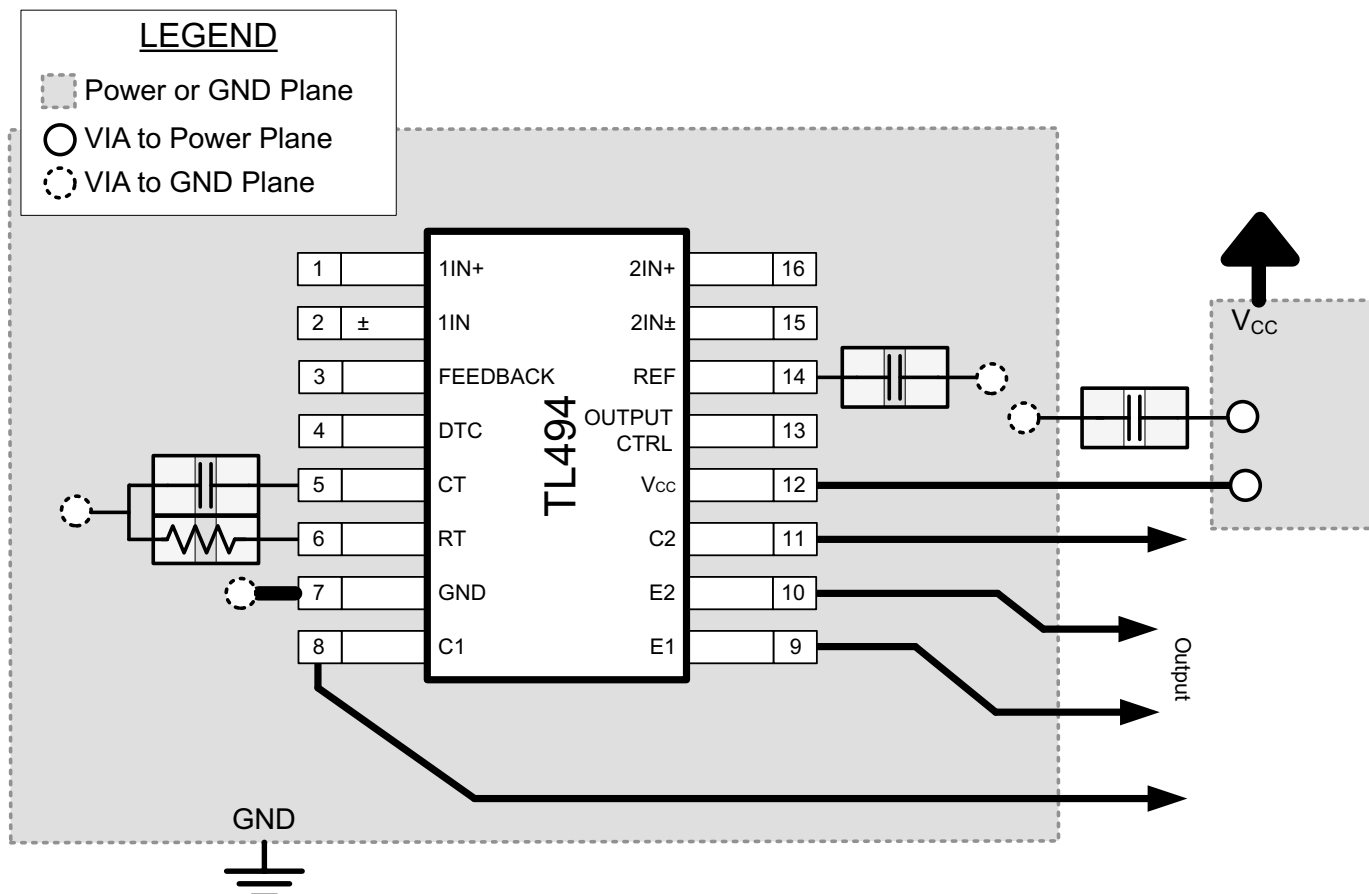 LEGEND
Power or GND Plane
VIA to Power Plane
VIA to GND Plane
1 1IN+ 2IN+ 16
2 ± 1IN 2IN± 15
3 FEEDBACK REF 14
4 DTC OUTPUT CTRL 13
5 CT VCC 12
6 RT C2 11
7 GND E2 10
8 C1 E1 9
TL494
VCC
Output
GND